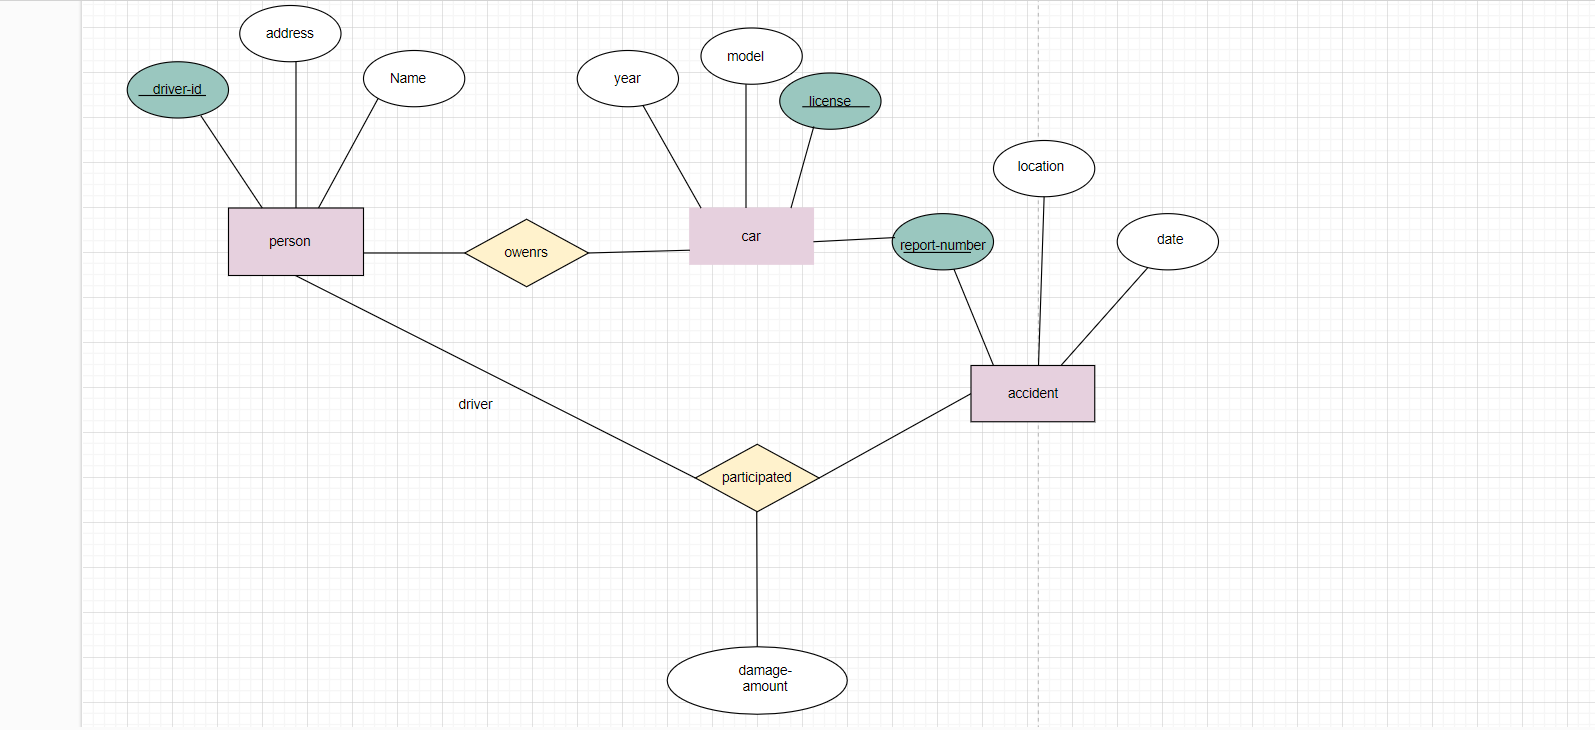 address
Name
driver-id
year
model
license
location
report-number
date
person
owenrs
car
accident
driver
participated
damage-
amount